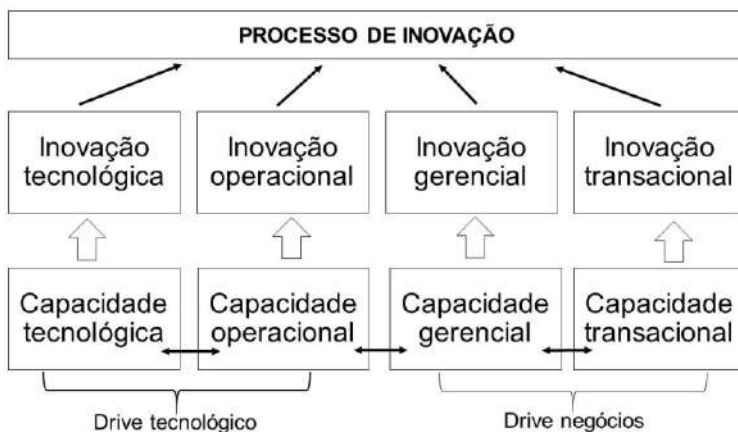 PROCESSO DE INOVAÇÃO
Inovação
tecnológica
Inovação
operacional
Inovação
gerencial
Inovação
transacional
Capacidade
tecnológica
Capacidade
operacional
Capacidade
gerencial
Capacidade
transacional
Drive tecnológico
Drive negócios